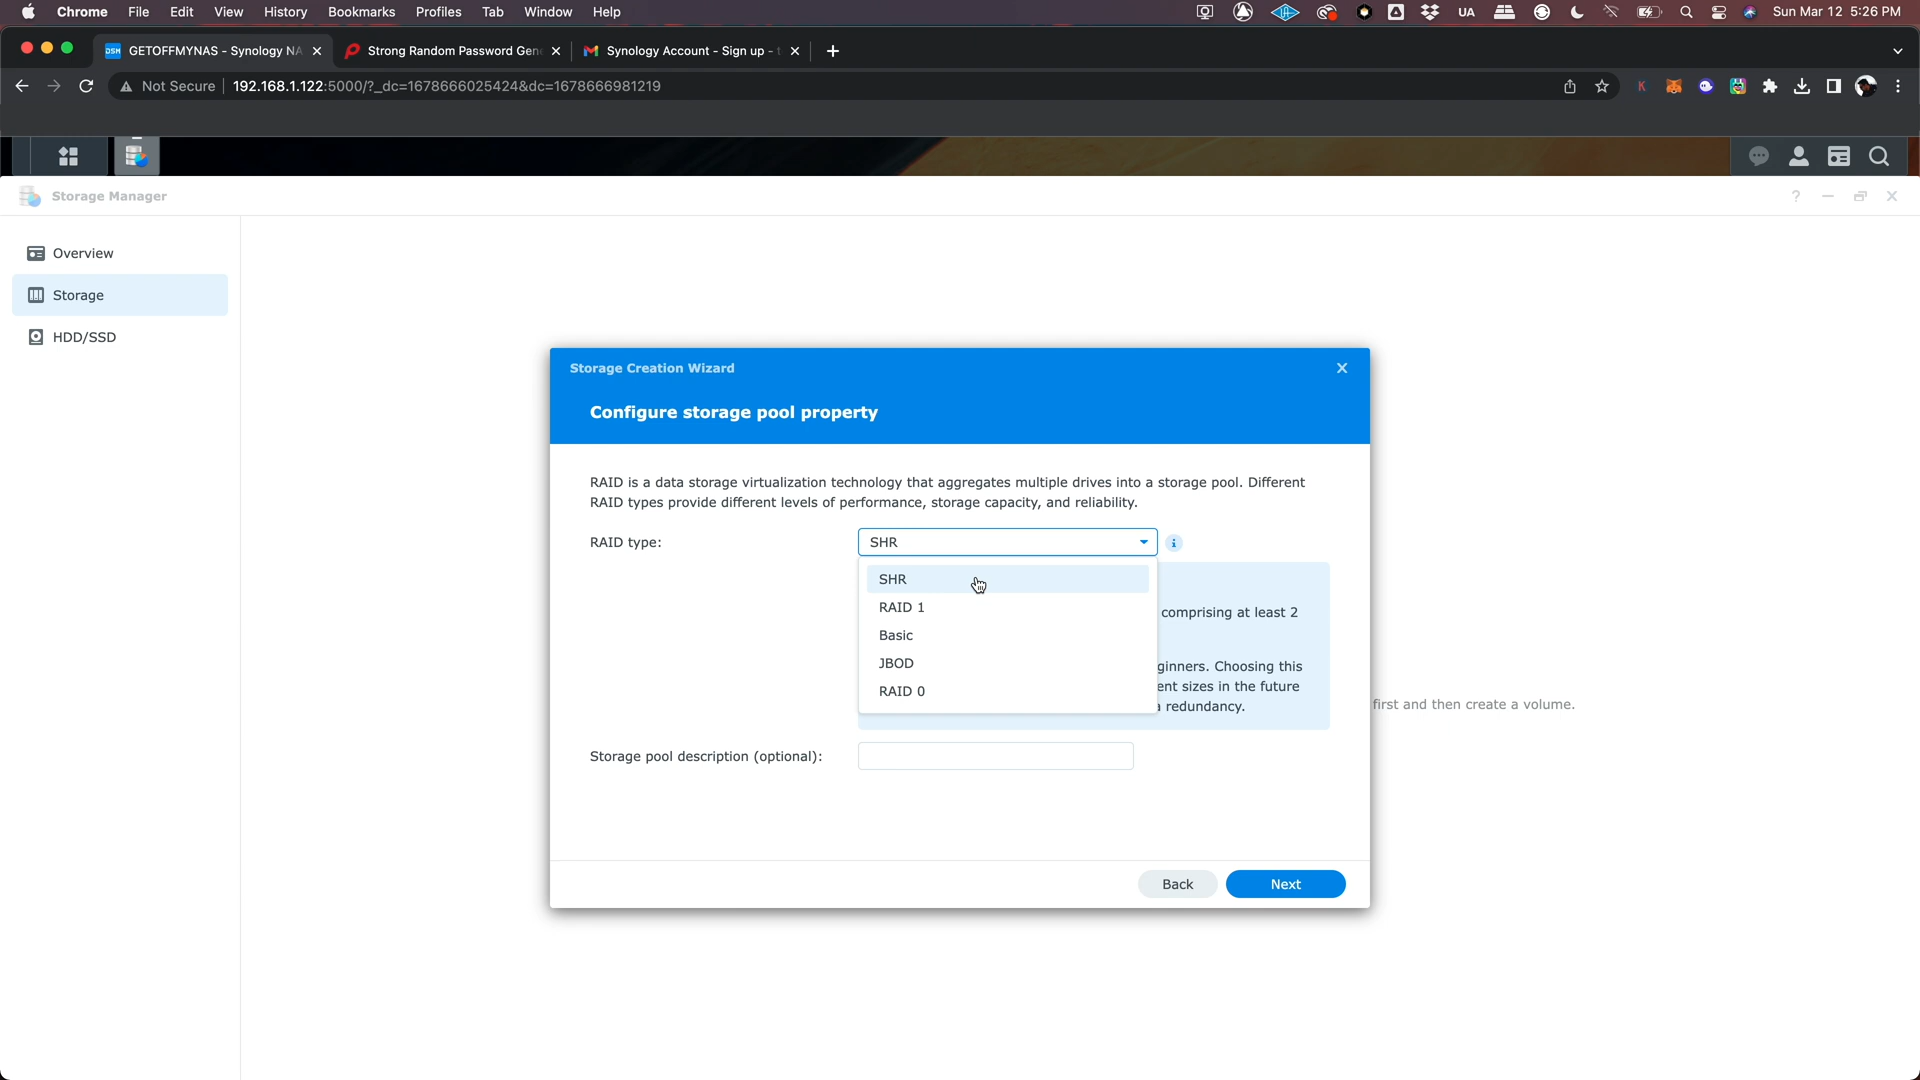 Chrome File Edit View History Bookmarks Profiles Tab Window Help UA Sun Mar 12 5:26 PM
DSM GETOFFMYNAS - Synology NA Strong Random Password Gen Synology Account - Sign up -
Not Secure 192.168.1.122:5000/?_dc=1678666025424&dc=1678666981219 K
Storage Manager
Overview
Storage
HDD/SSD
Storage Creation Wizard
Configure storage pool property
RAID is a data storage virtualization technology that aggregates multiple drives into a storage pool. Different
RAID types provide different levels of performance, storage capacity, and reliability.
RAID type: SHR
SHR
RAID 1
comprising at least 2
Basic
JBOD
ginners. Choosing this
ent sizes in the future
RAID 0
redundancy.
first and then create a volume.
Storage pool description (optional):
Back Next